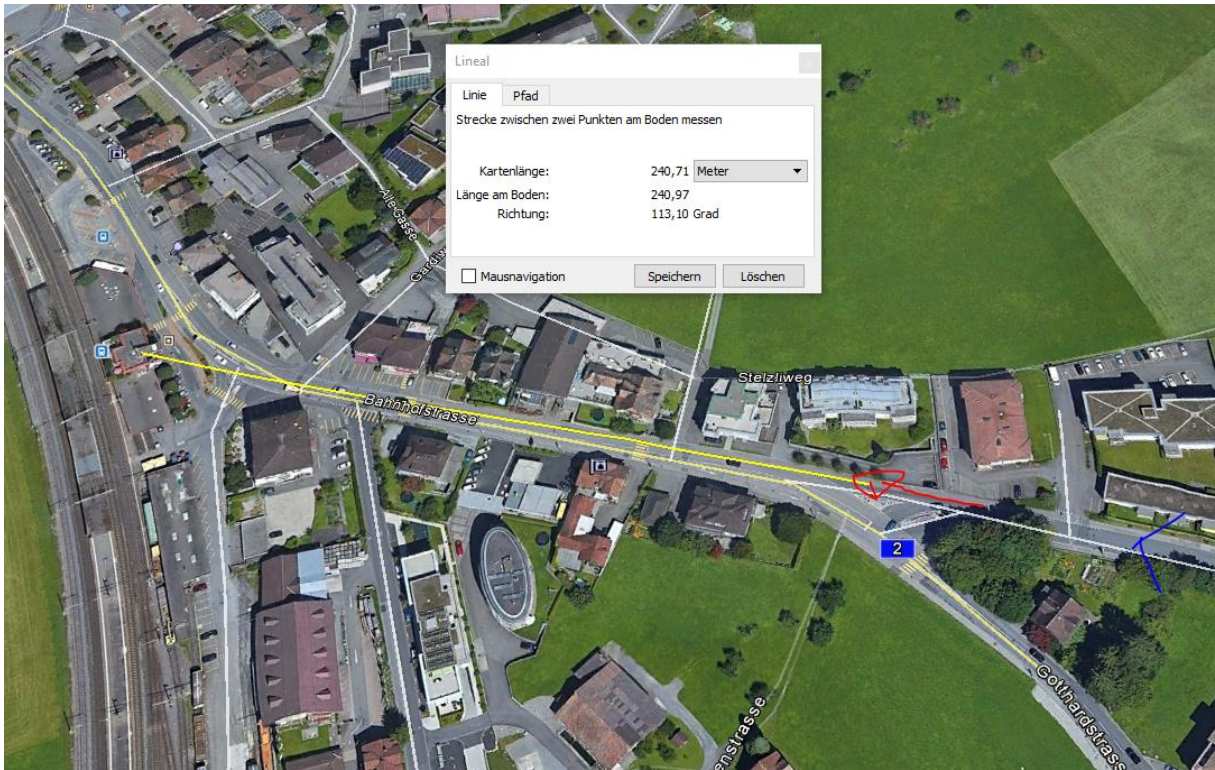 Lineal
Linie Pfad
Strecke zwischen zwei Punkten am Boden messen
Kartenlänge: 240,71 Meter
Länge am Boden: 240,97
Richtung: 113,10 Grad
Mausnavigation Speichern Löschen
Alte Gasse
Stelzliweg
Bahnhofstrasse
2
Gotthardstrass
enstrasse